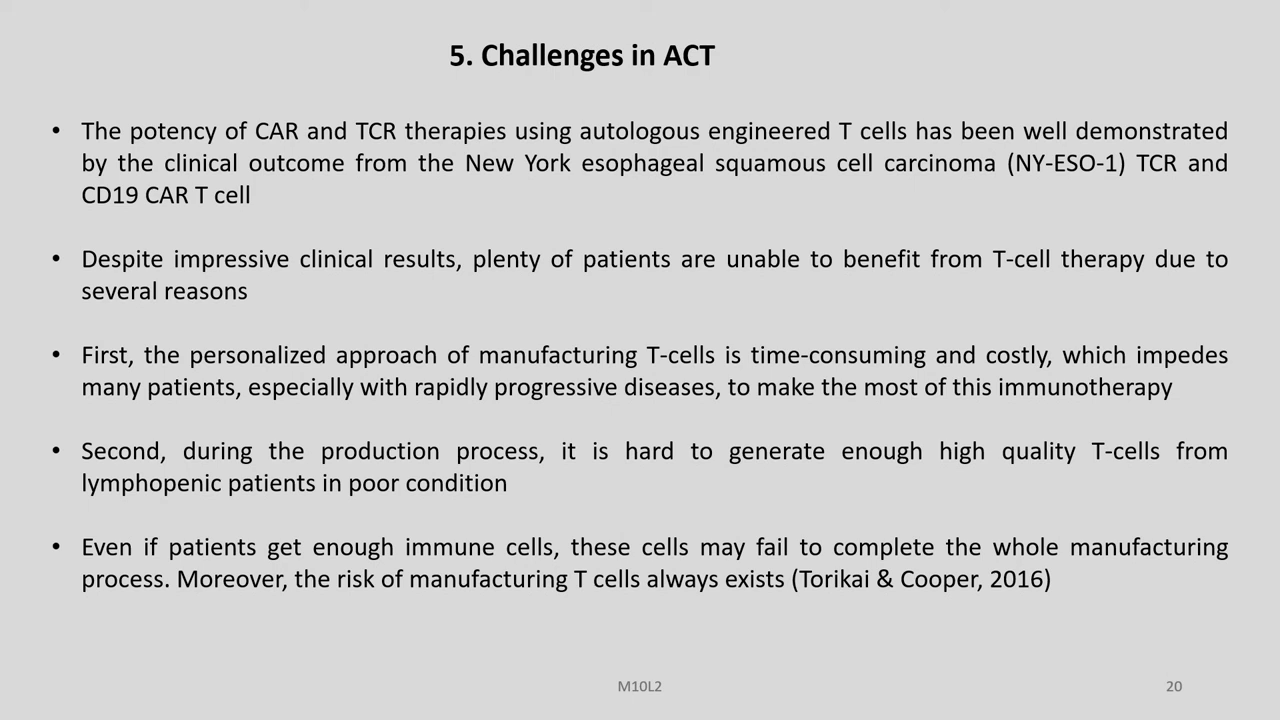 5. Challenges in ACT
• The potency of CAR and TCR therapies using autologous engineered T cells has been well demonstrated
by the clinical outcome from the New York esophageal squamous cell carcinoma (NY-ESO-1) TCR and
CD19 CAR T cell
• Despite impressive clinical results, plenty of patients are unable to benefit from T-cell therapy due to
several reasons
• First, the personalized approach of manufacturing T-cells is time-consuming and costly, which impedes
many patients, especially with rapidly progressive diseases, to make the most of this immunotherapy
• Second, during the production process, it is hard to generate enough high quality T-cells from
lymphopenic patients in poor condition
• Even if patients get enough immune cells, these cells may fail to complete the whole manufacturing
process. Moreover, the risk of manufacturing T cells always exists (Torikai & Cooper, 2016)
M10L2
20